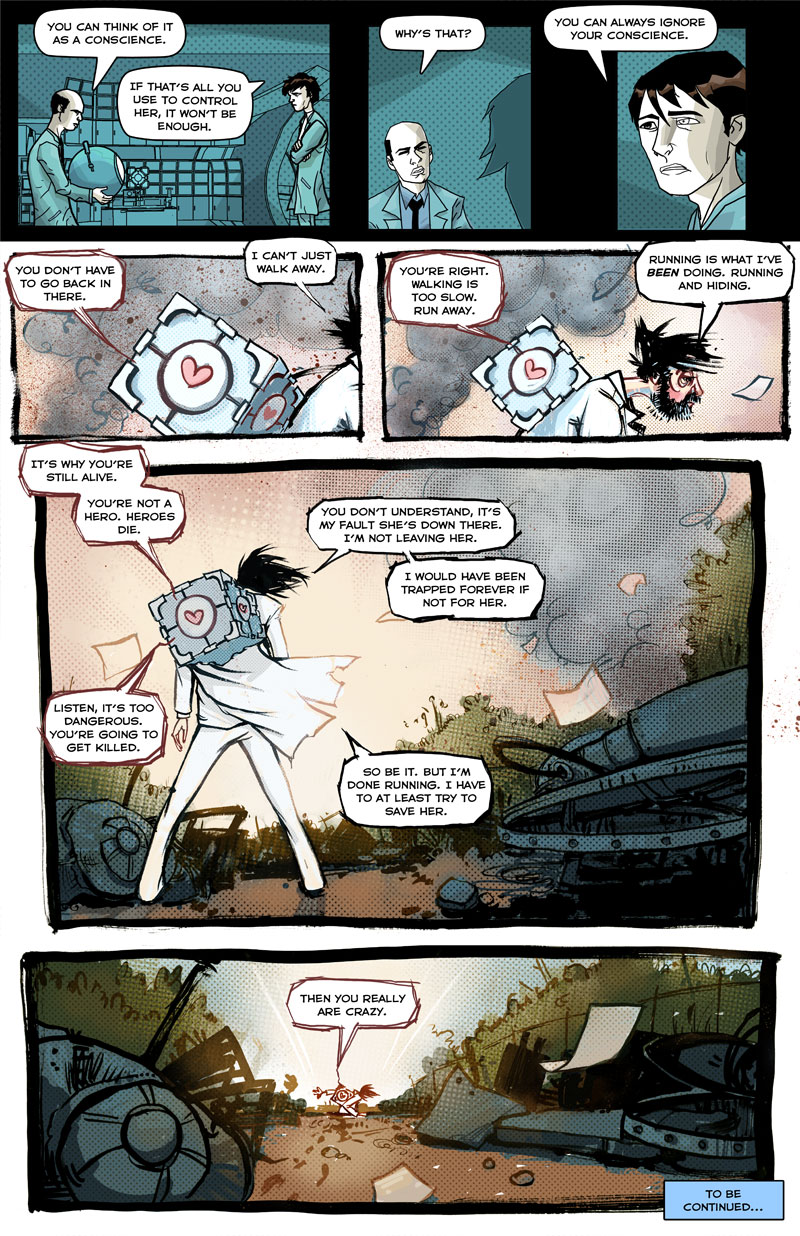 YOU CAN THINK OF IT
AS A CONSCIENCE.
IF THAT'S ALL YOU
USE TO CONTROL
HER, IT WON'T BE
ENOUGH.
WHY'S THAT?
YOU CAN ALWAYS IGNORE
YOUR CONSCIENCE.
YOU DON'T HAVE
TO GO BACK IN
THERE.
I CAN'T JUST
WALK AWAY.
YOU'RE RIGHT.
WALKING IS
TOO SLOW.
RUN AWAY.
RUNNING IS WHAT I'VE
BEEN DOING. RUNNING
AND HIDING.
IT'S WHY YOU'RE
STILL ALIVE.
YOU'RE NOT A
HERO. HEROES
DIE.
YOU DON'T UNDERSTAND, IT'S
MY FAULT SHE'S DOWN THERE.
I'M NOT LEAVING HER.
I WOULD HAVE BEEN
TRAPPED FOREVER IF
NOT FOR HER.
LISTEN, IT'S TOO
DANGEROUS.
YOU'RE GOING TO
GET KILLED.
SO BE IT. BUT I'M
DONE RUNNING. I HAVE
TO AT LEAST TRY TO
SAVE HER.
THEN YOU REALLY
ARE CRAZY.
TO BE
CONTINUED...